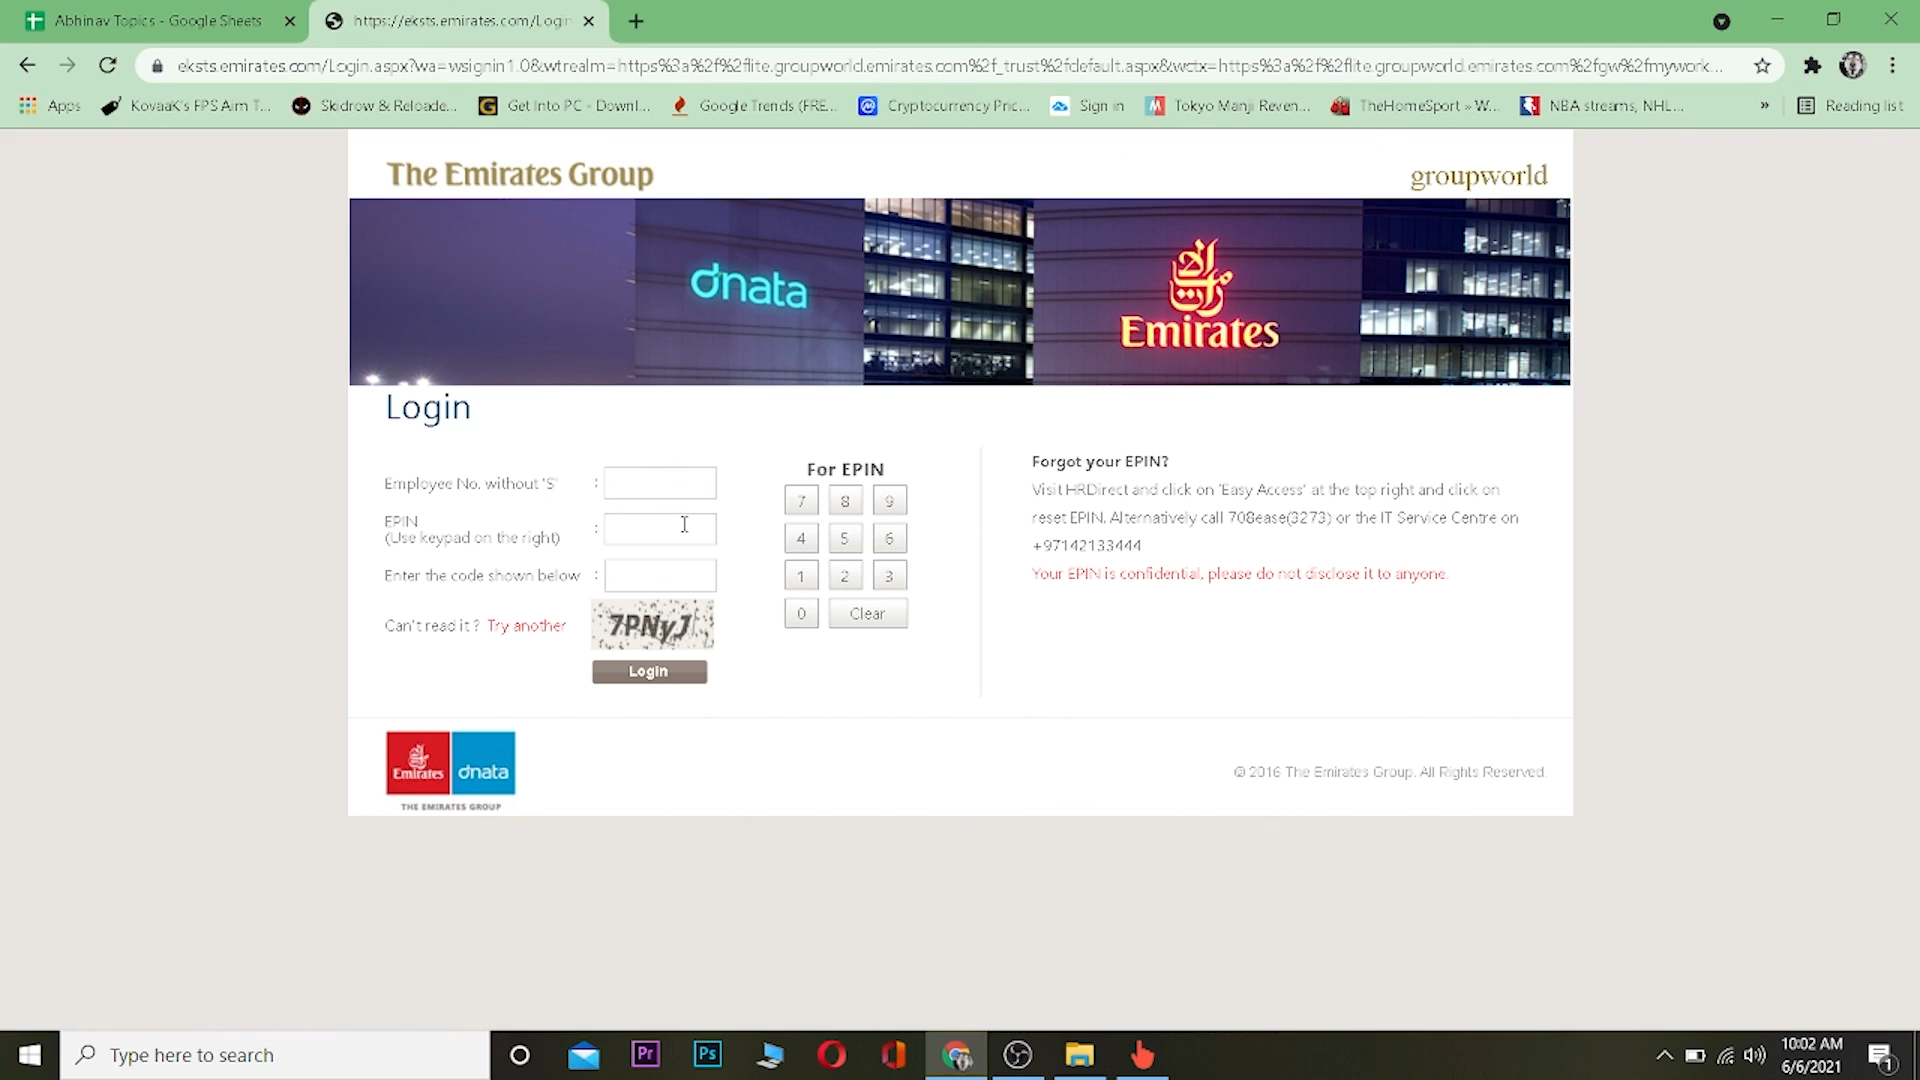 Abhinav Topics - Google Sheets
https://eksts.emirates.com/Login
eksts.emirates.com/Login.aspx?wa=wsignin1.0&wtrealm=https%3a%2f%2flite.groupworld.emirates.com%2f_trust%2fdefault.aspx&wctx=https%3a%2f%2flite.groupworld.emirates.com%2fgw%2fmywork...
Apps KovaaK's FPS Aim T... Skidrow & Reloade... Get Into PC - Downl... Google Trends (FRE... Cryptocurrency Pric... Sign in Tokyo Manji Reven... TheHomeSport » W... NBA streams, NHL... » Reading list
The Emirates Group
groupworld
dnata
امارات
Emirates
Login
Employee No. without 'S' :
EPIN
(Use keypad on the right) :
Enter the code shown below :
Can't read it ? Try another
7PNyJ
Login
For EPIN
7 8 9
4 5 6
1 2 3
0 Clear
Forgot your EPIN?
Visit HRDirect and click on 'Easy Access' at the top right and click on
reset EPIN. Alternatively call 708ease(3273) or the IT Service Centre on
+97142133444
Your EPIN is confidential, please do not disclose it to anyone.
Emirates dnata
THE EMIRATES GROUP
© 2016 The Emirates Group. All Rights Reserved.
Type here to search
Pr
Ps
10:02 AM
6/6/2021
1